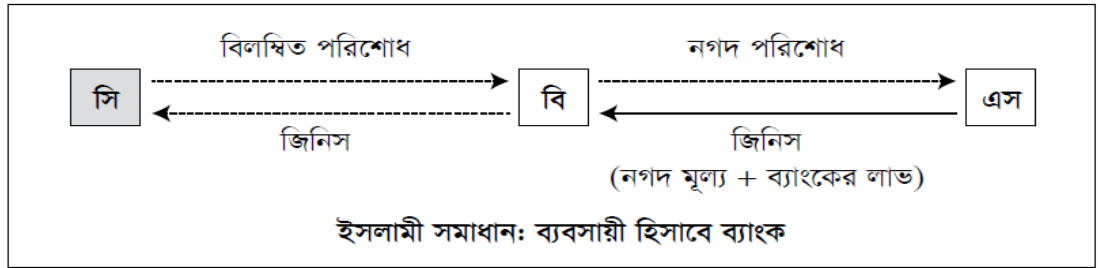 বিলম্বিত পরিশোধ নগদ পরিশোধ
সি বি এস
জিনিস জিনিস
(নগদ মূল্য + ব্যাংকের লাভ)
ইসলামী সমাধান: ব্যবসায়ী হিসাবে ব্যাংক